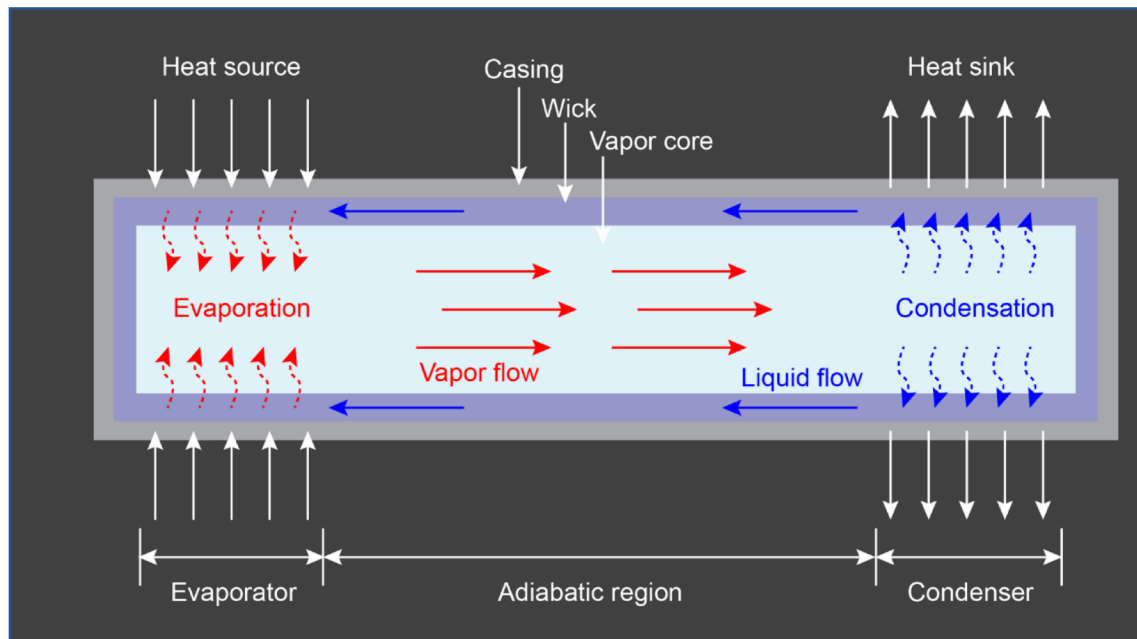 Heat source
Casing
Heat sink
Wick
Vapor core
Evaporation
Condensation
Vapor flow
Liquid flow
Evaporator
Adiabatic region
Condenser